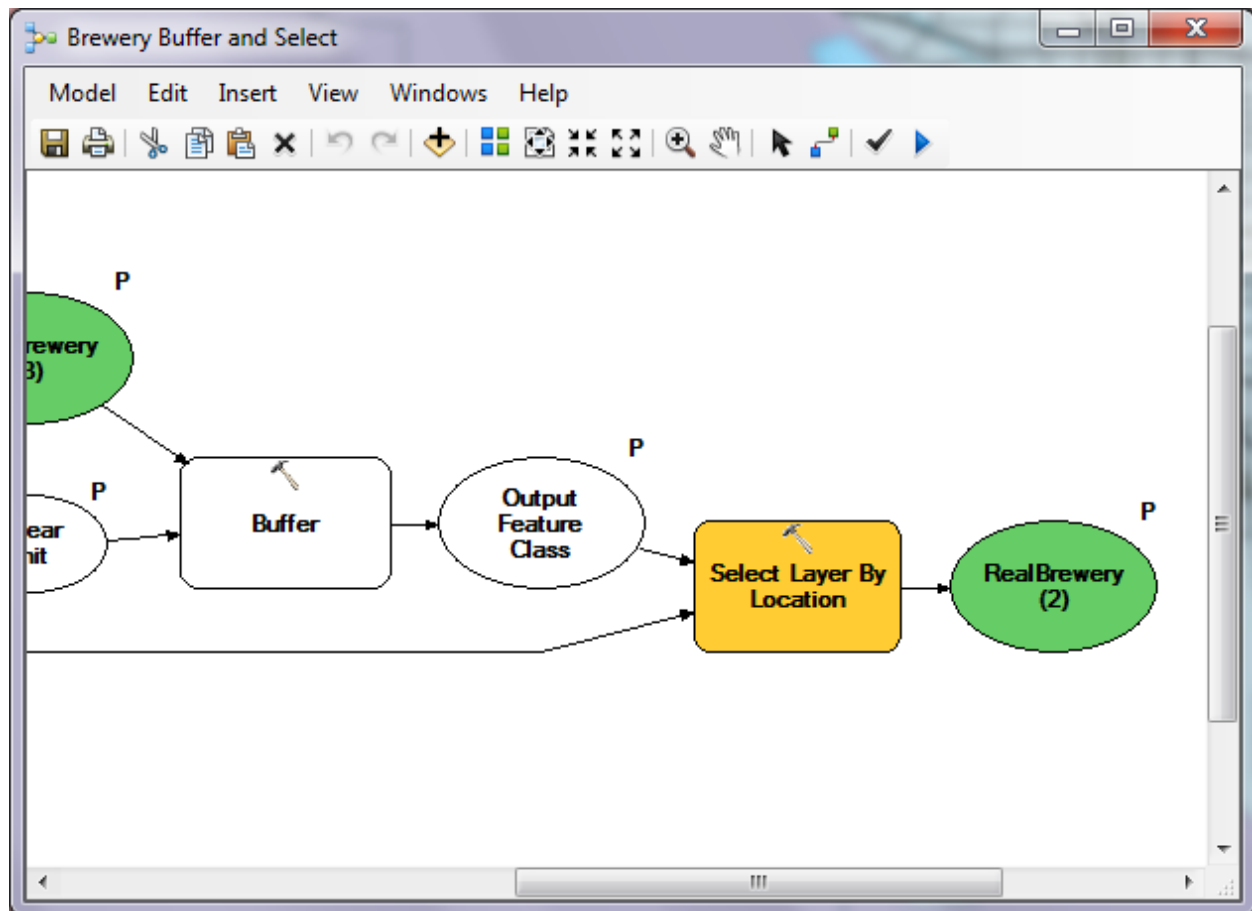 Brewery Buffer and Select
Model Edit Insert View Windows Help
P
rewery
3)
P
ear
nit
Buffer
P
Output
Feature
Class
Select Layer By
Location
P
RealBrewery
(2)